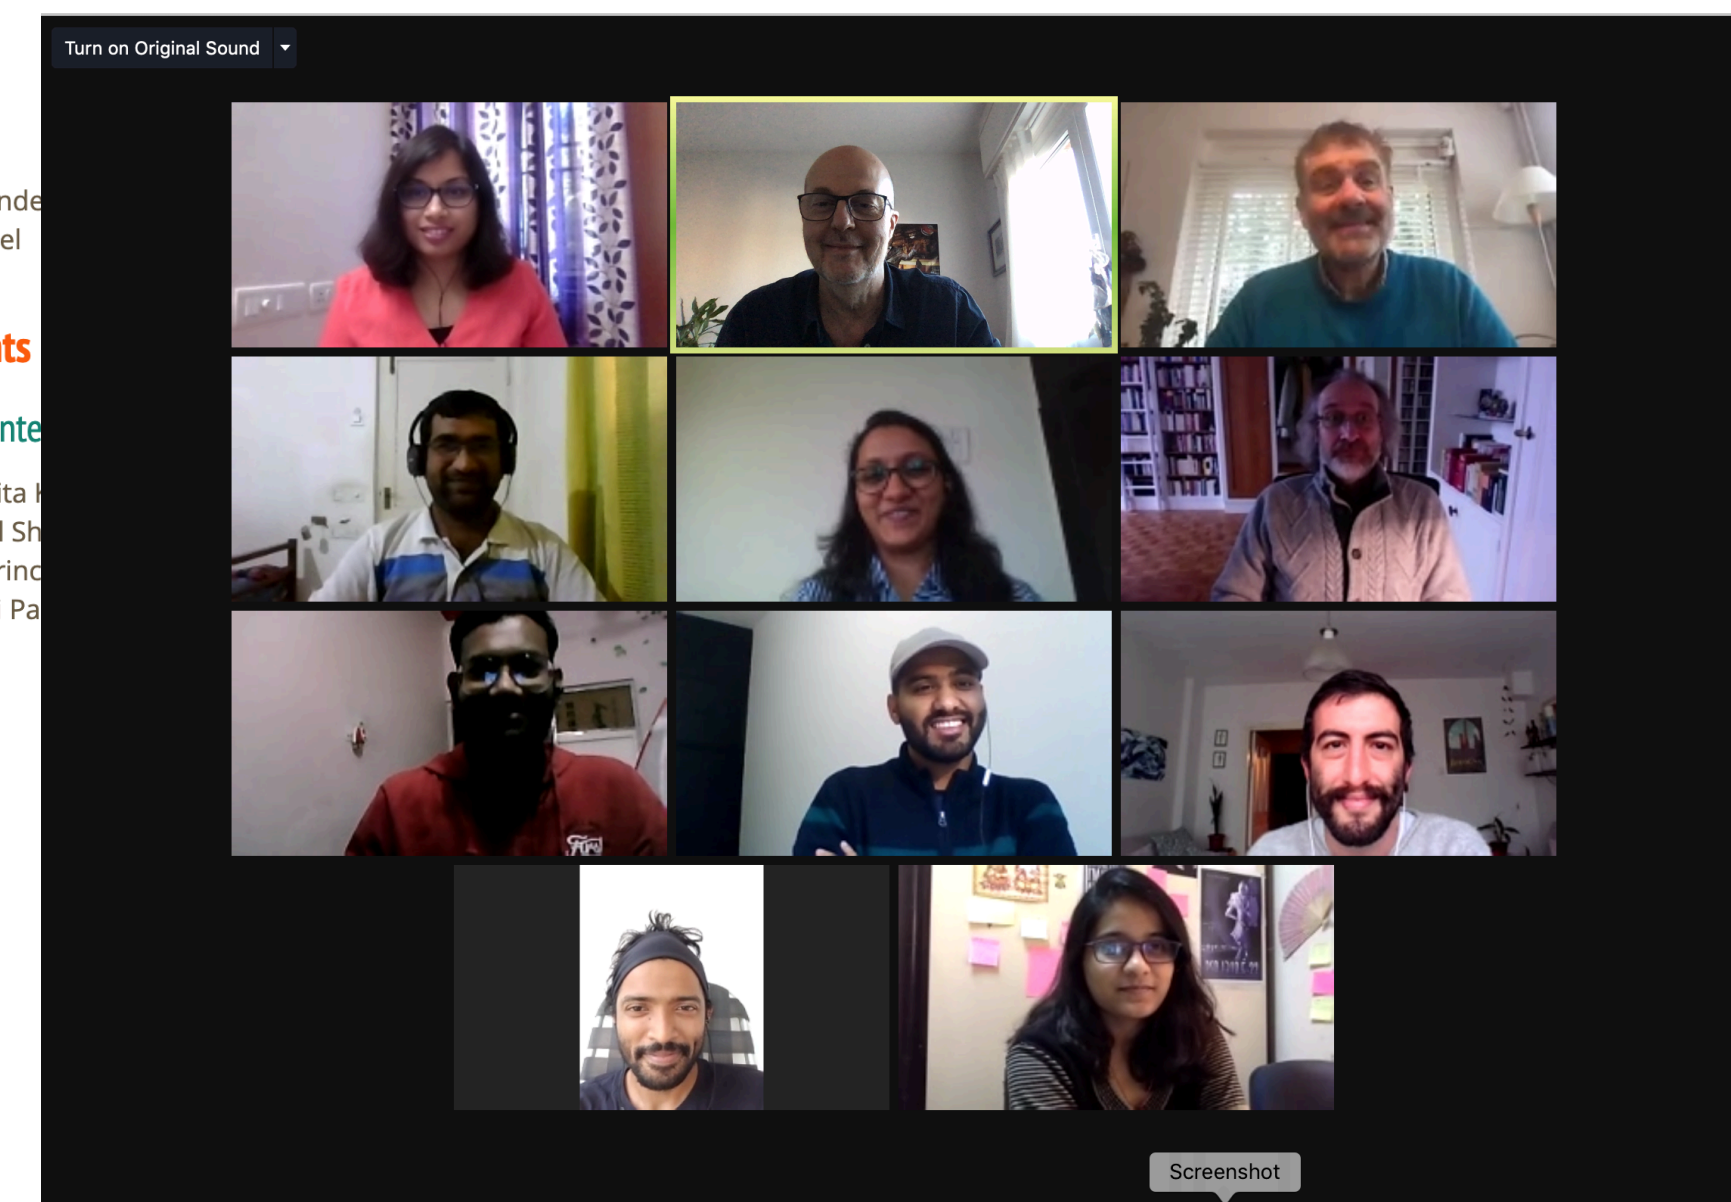 Turn on Original Sound
nde
el
ts
nte
ita
l Sh
rinc
i Pa
Screenshot